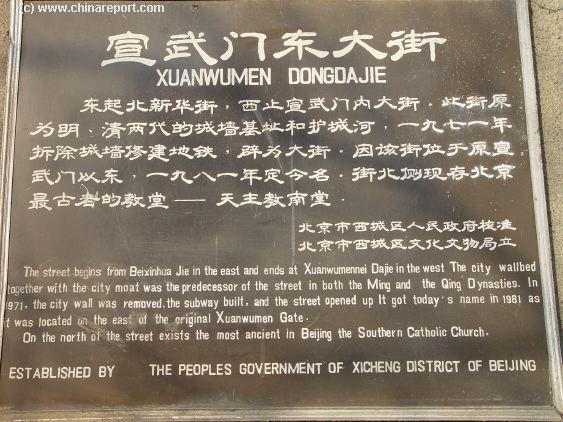 (c) www.chinareport.com
宣武门东大街
XUANWUMEN DONGDAJIE
东起北新华街，西止宣武门内大街．此街原
为明、清两代的城墙基址和护城河，一九七一年
拆除城墙修建地铁，辟为大街．因该街位于原宣
武门以东，一九八一年定今名．街北侧现存北京
最古老的教堂 —— 天主教南堂．
北京市西城区人民政府核准
北京市西城区文化文物局立
The street begins from Beixinhua Jie in the east and ends at Xuanwumennei Dajie in the west The city wallbed
together with the city moat was the predecessor of the street in both the Ming and the Qing Dynasties. In
1971, the city wall was removed, the subway built, and the street opened up It got today's name in 1981 as
it was located on the east of the original Xuanwumen Gate.
On the north of the street exists the most ancient in Beijing the Southern Catholic Church.
ESTABLISHED BY THE PEOPLES GOVERNMENT OF XICHENG DISTRICT OF BEIJING